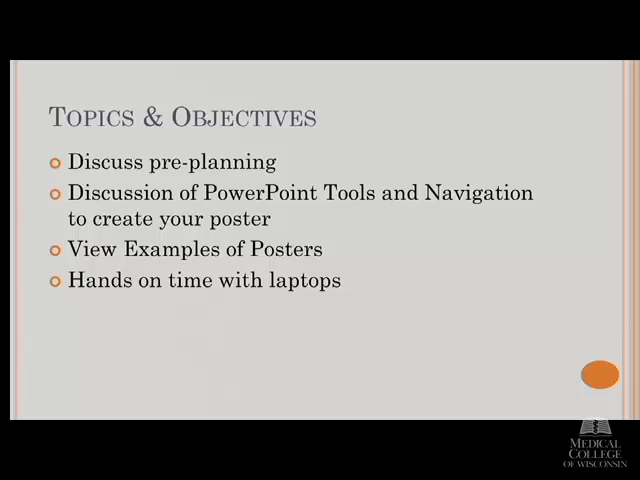 TOPICS & OBJECTIVES
Discuss pre-planning
Discussion of PowerPoint Tools and Navigation
to create your poster
View Examples of Posters
Hands on time with laptops
MEDICAL
COLLEGE
OF WISCONSIN